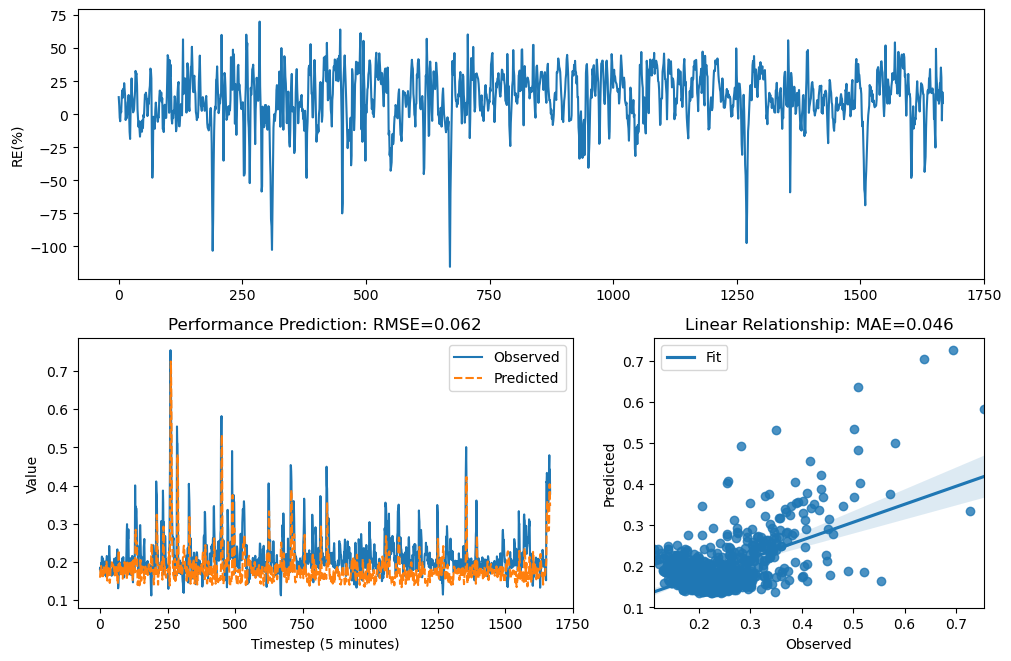 75
50
25
0
−25
−50
−75
−100
RE(%)
0 250 500 750 1000 1250 1500 1750
Performance Prediction: RMSE=0.062
Observed
Predicted
0.7
0.6
0.5
0.4
0.3
0.2
0.1
Value
0 250 500 750 1000 1250 1500 1750
Timestep (5 minutes)
Linear Relationship: MAE=0.046
Fit
0.7
0.6
0.5
0.4
0.3
0.2
0.1
Predicted
0.2 0.3 0.4 0.5 0.6 0.7
Observed